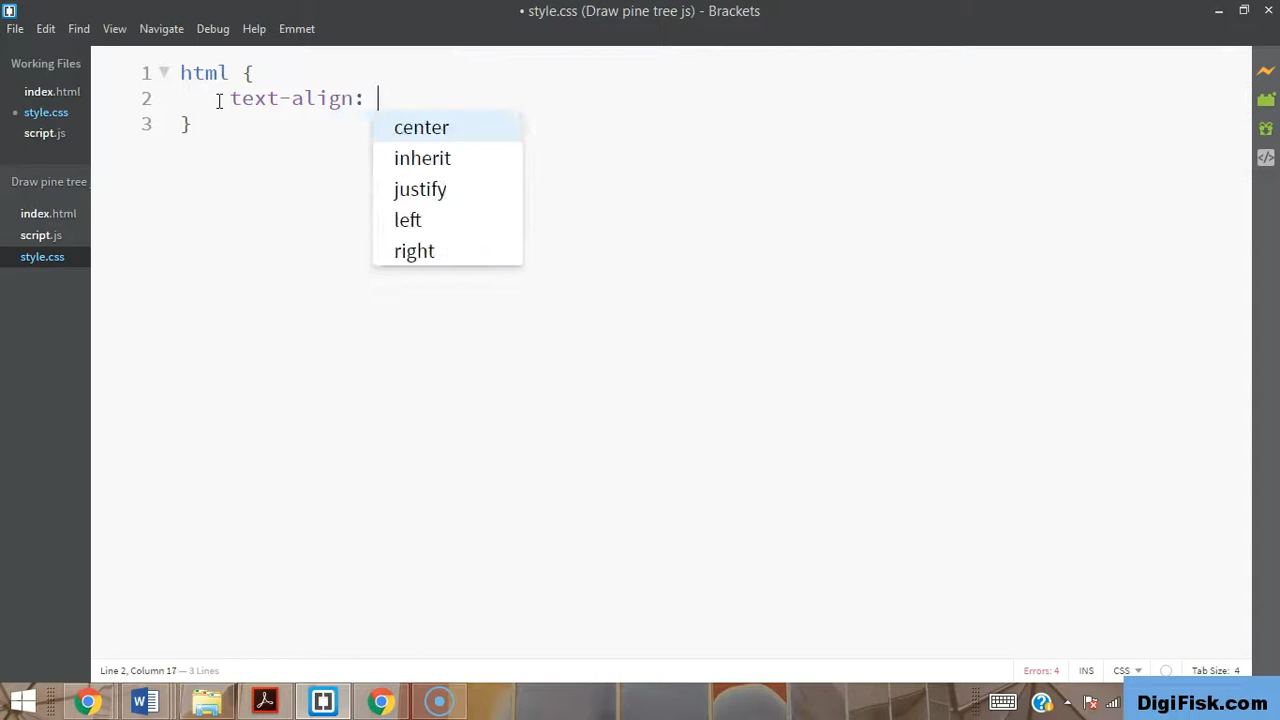 • style.css (Draw pine tree js) - Brackets
File Edit Find View Navigate Debug Help Emmet
Working Files
index.html
• style.css
script.js
Draw pine tree
index.html
script.js
style.css
1 html {
2 text-align:
3 }
center
inherit
justify
left
right
Line 2, Column 17 — 3 Lines
Errors: 4 INS CSS Tab Size: 4
DigiFisk.com